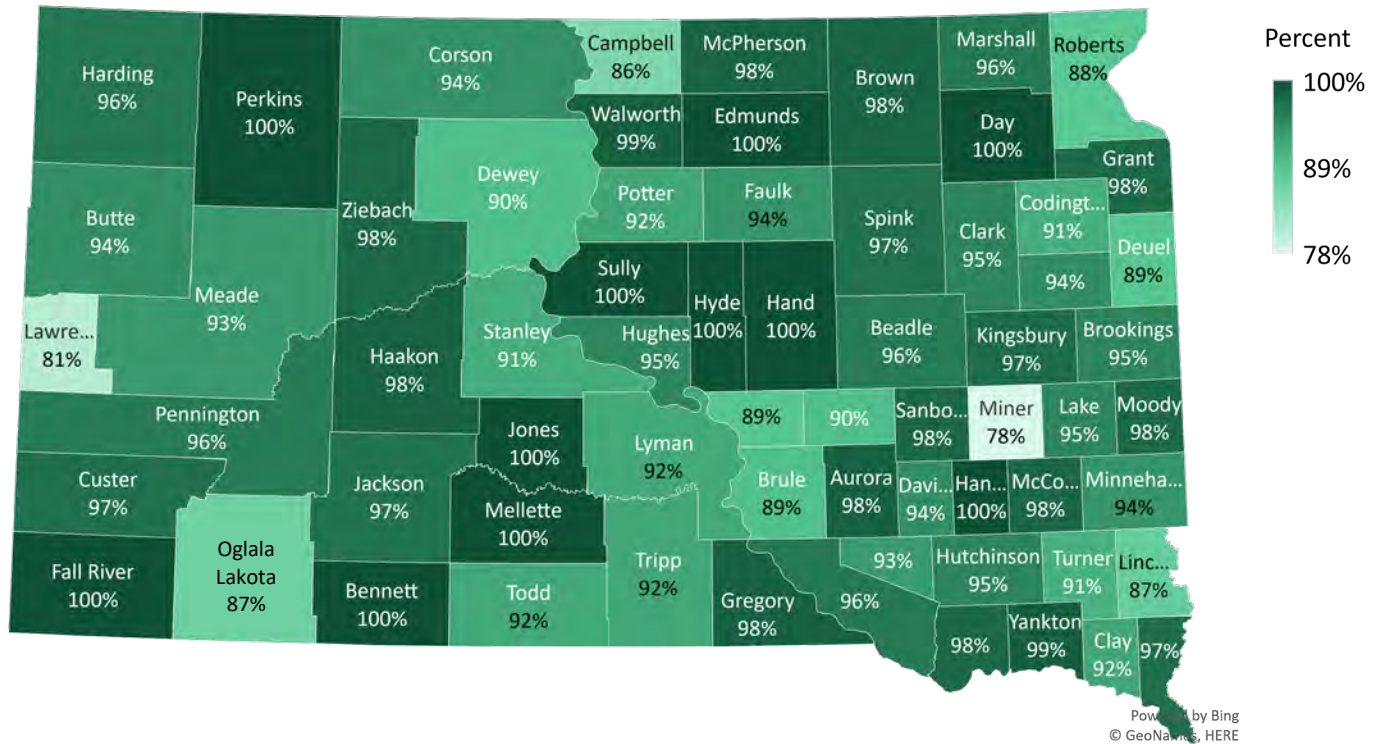 Percent
100%
89%
78%
Harding
96%
Perkins
100%
Corson
94%
Campbell
86%
McPherson
98%
Brown
98%
Marshall
96%
Roberts
88%
Walworth
99%
Edmunds
100%
Day
100%
Grant
98%
Butte
94%
Meade
93%
Ziebach
98%
Dewey
90%
Potter
92%
Faulk
94%
Spink
97%
Clark
95%
Codingt...
91%
Deuel
89%
94%
Lawre...
81%
Haakon
98%
Stanley
91%
Sully
100%
Hughes
95%
Hyde
100%
Hand
100%
Beadle
96%
Kingsbury
97%
Brookings
95%
Pennington
96%
Jones
100%
Lyman
92%
89%
90%
Sanbo...
98%
Miner
78%
Lake
95%
Moody
98%
Custer
97%
Jackson
97%
Mellette
100%
Brule
89%
Aurora
98%
Davi...
94%
Han...
100%
McCo...
98%
Minneha...
94%
Fall River
100%
Oglala
Lakota
87%
Bennett
100%
Todd
92%
Tripp
92%
Gregory
98%
96%
93%
Hutchinson
95%
Turner
91%
Linc...
87%
98%
Yankton
99%
Clay
92%
97%
Powered by Bing
© GeoNames, HERE